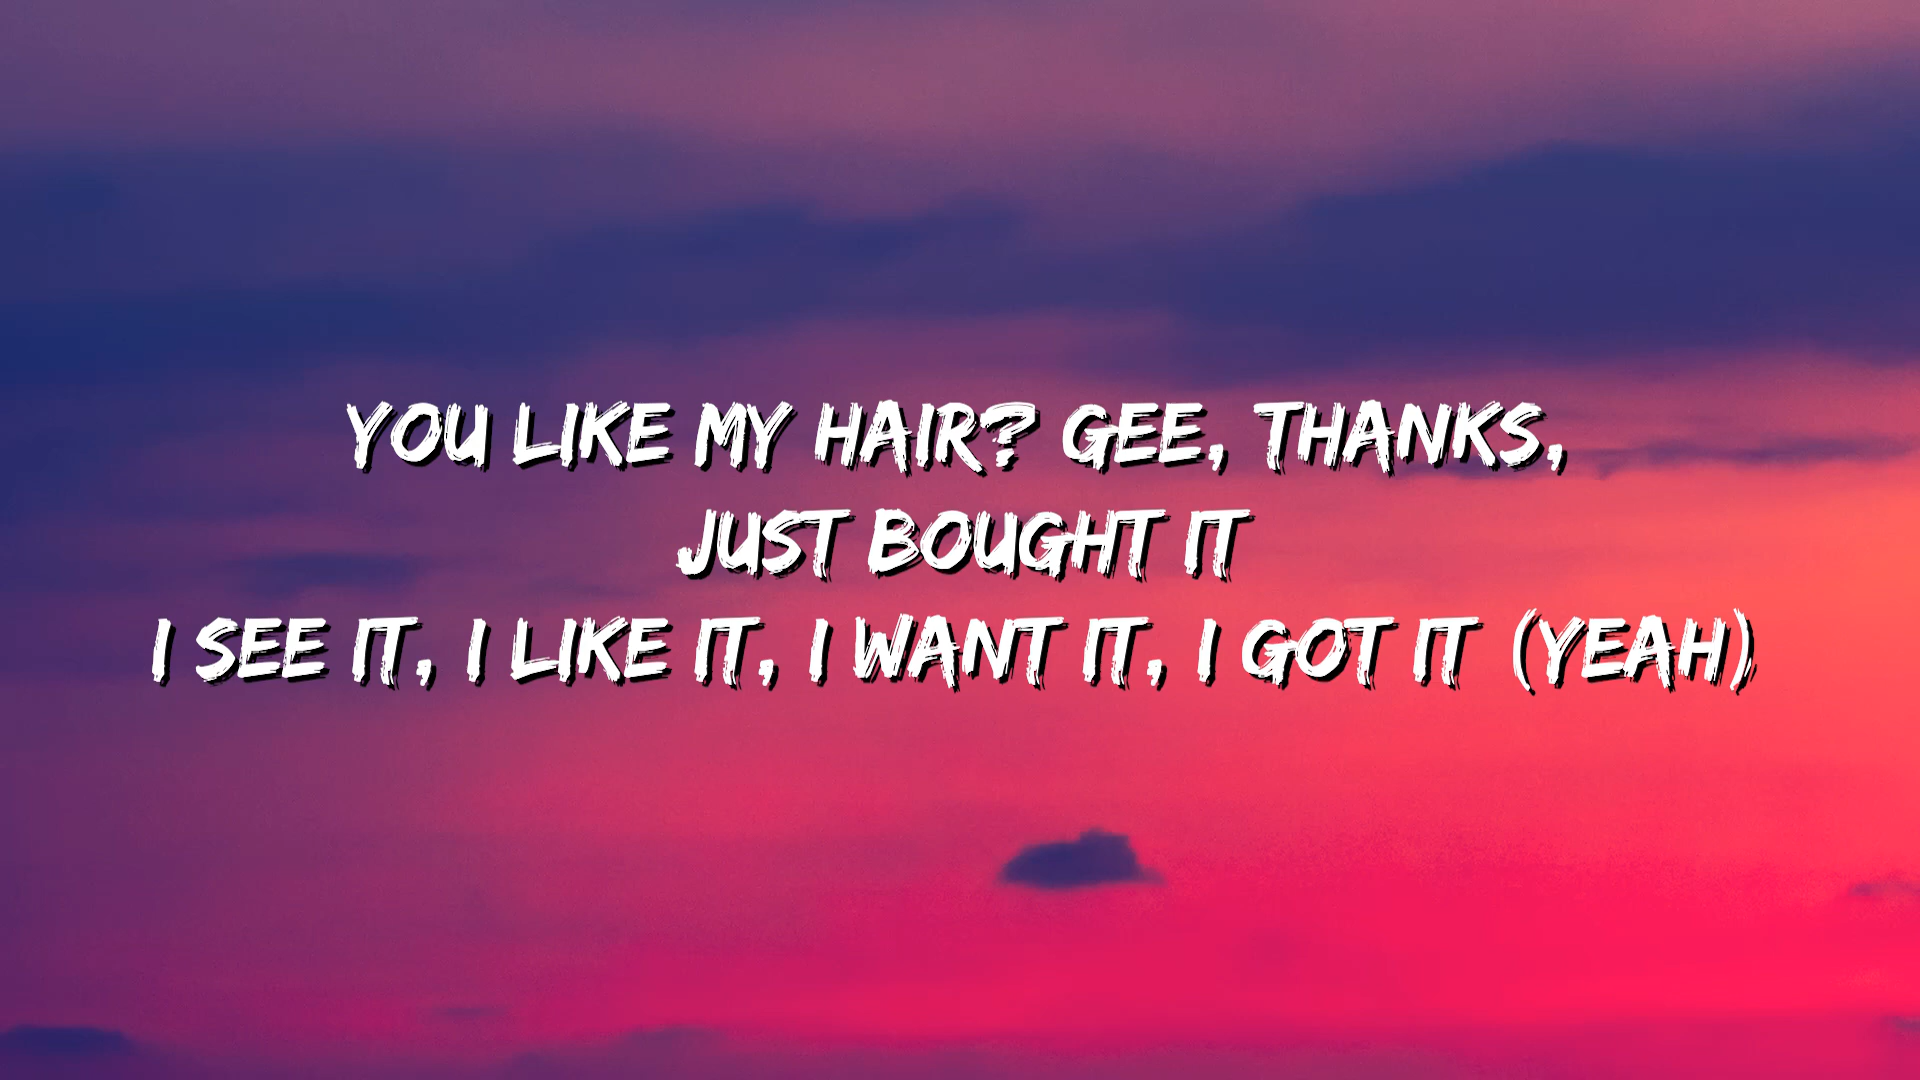 YOU LIKE MY HAIR? GEE, THANKS,
JUST BOUGHT IT
I SEE IT, I LIKE IT, I WANT IT, I GOT IT (YEAH)